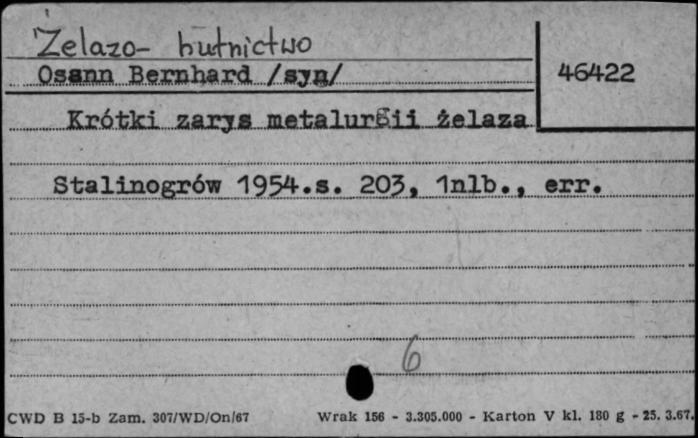 Żelazo- hutnictwo
Osann Bernhard /syn/
46422
Krótki zarys metalurgii żelaza
Stalinogrów 1954.s. 203, 1nlb., err.
6
CWD B 15-b Zam. 307/WD/On/67 Wrak 156 - 3.305.000 - Karton V kl. 180 g - 25. 3.67.